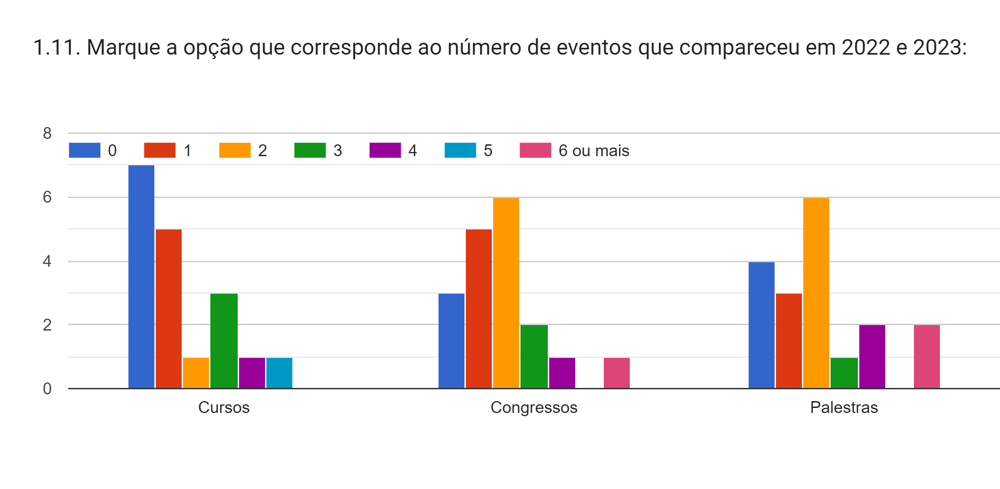 1.11. Marque a opção que corresponde ao número de eventos que compareceu em 2022 e 2023:
8
0 1 2 3 4 5 6 ou mais
6
4
2
0
Cursos Congressos Palestras